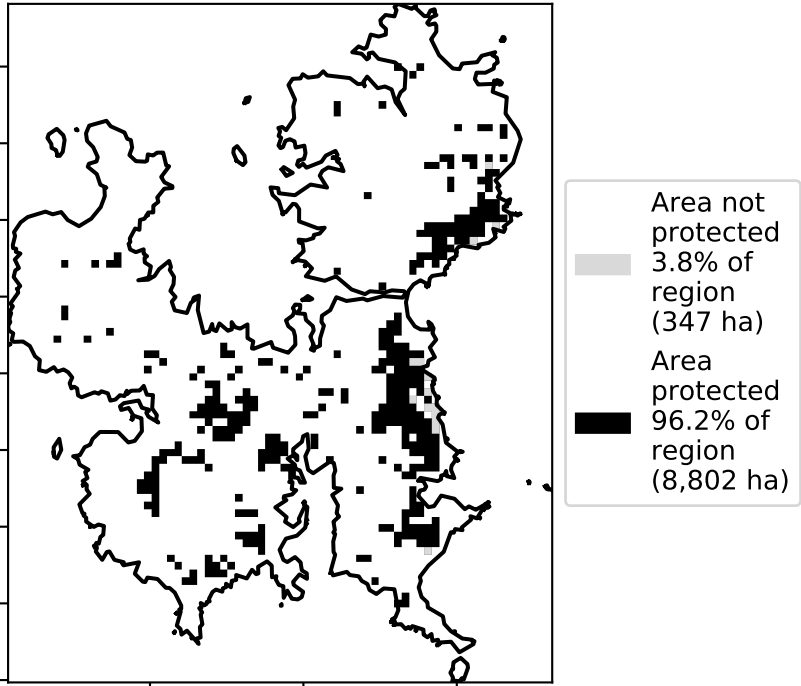 Area not
protected
3.8% of
region
(347 ha)
Area
protected
96.2% of
region
(8,802 ha)